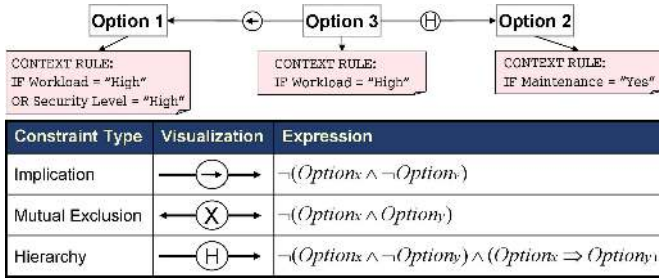 Option 1 ← Option 3 H Option 2
CONTEXT RULE:
IF Workload = "High"
OR Security Level = "High"
CONTEXT RULE:
IF Workload = "High"
CONTEXT RULE:
IF Maintenance = "Yes"
Constraint Type Visualization Expression
Implication → ¬(Optionx ∧ ¬Optiony)
Mutual Exclusion X ¬(Optionx ∧ Optiony)
Hierarchy H ¬(Optionx ∧ ¬Optiony) ∧ (Optionx ⇒ Optiony)